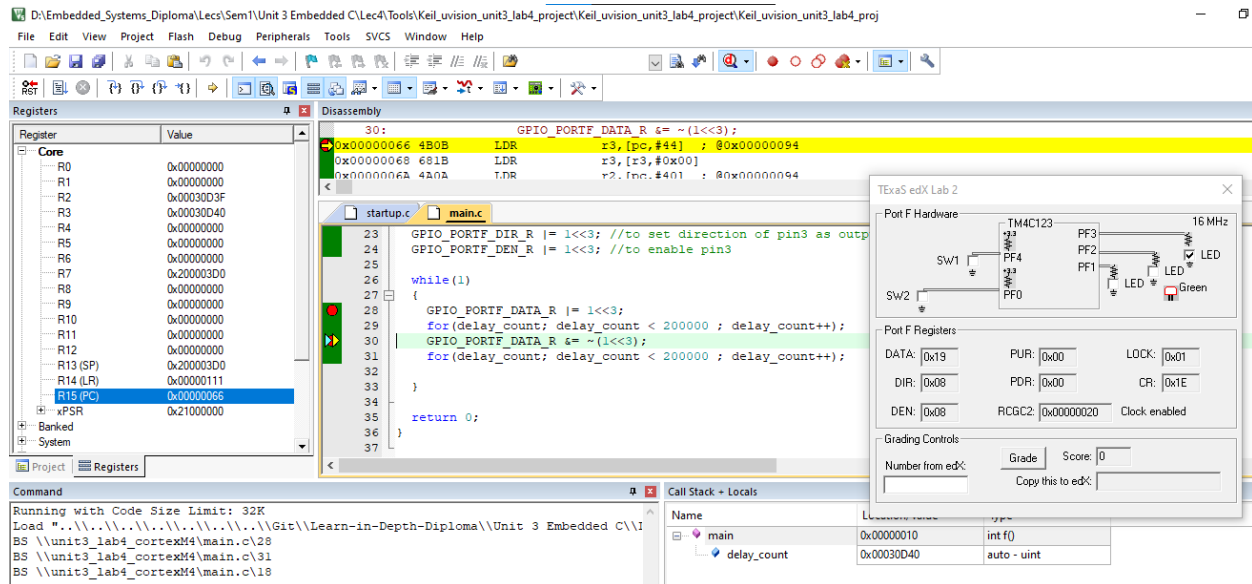 D:\Embedded_Systems_Diploma\Lecs\Sem1\Unit 3 Embedded C\Lec4\Tools\Keil_uvision_unit3_lab4_project\Keil_uvision_unit3_lab4_project\Keil_uvision_unit3_lab4_proj
File Edit View Project Flash Debug Peripherals Tools SVCS Window Help
Registers
Register Value
Core
R0 0x00000000
R1 0x00000000
R2 0x00030D3F
R3 0x00030D40
R4 0x00000000
R5 0x00000000
R6 0x00000000
R7 0x200003D0
R8 0x00000000
R9 0x00000000
R10 0x00000000
R11 0x00000000
R12 0x00000000
R13 (SP) 0x200003D0
R14 (LR) 0x00000111
R15 (PC) 0x00000066
xPSR 0x21000000
Banked
System
Project Registers
Disassembly
30: GPIO_PORTF_DATA_R &= ~(1<<3);
0x00000066 4B0B LDR r3,[pc,#44] ; @0x00000094
0x00000068 681B LDR r3,[r3,#0x00]
0x0000006A 4A0A LDR r2,[pc,#40] ; @0x00000094
startup.c main.c
23 GPIO_PORTF_DIR_R |= 1<<3; //to set direction of pin3 as outp
24 GPIO_PORTF_DEN_R |= 1<<3; //to enable pin3
25
26 while(1)
27 {
28 GPIO_PORTF_DATA_R |= 1<<3;
29 for(delay_count; delay_count < 200000 ; delay_count++);
30 GPIO_PORTF_DATA_R &= ~(1<<3);
31 for(delay_count; delay_count < 200000 ; delay_count++);
32
33 }
34
35 return 0;
36 }
37
TExaS edX Lab 2
Port F Hardware
TM4C123 16 MHz
+3.3 PF3
PF4 PF2
SW1 PF1
+3.3
PF0
SW2
LED
LED
LED
Green
Port F Registers
DATA: 0x19 PUR: 0x00 LOCK: 0x01
DIR: 0x08 PDR: 0x00 CR: 0x1E
DEN: 0x08 RCGC2: 0x00000020 Clock enabled
Grading Controls
Number from edX: Grade Score: 0
Copy this to edX:
Command
Running with Code Size Limit: 32K
Load "..\\..\\..\\..\\..\\..\\..\\Git\\Learn-in-Depth-Diploma\\Unit 3 Embedded C\\
BS \\unit3_lab4_cortexM4\main.c\28
BS \\unit3_lab4_cortexM4\main.c\31
BS \\unit3_lab4_cortexM4\main.c\18
Call Stack + Locals
Name Location/Value Type
main 0x00000010 int f()
delay_count 0x00030D40 auto - uint